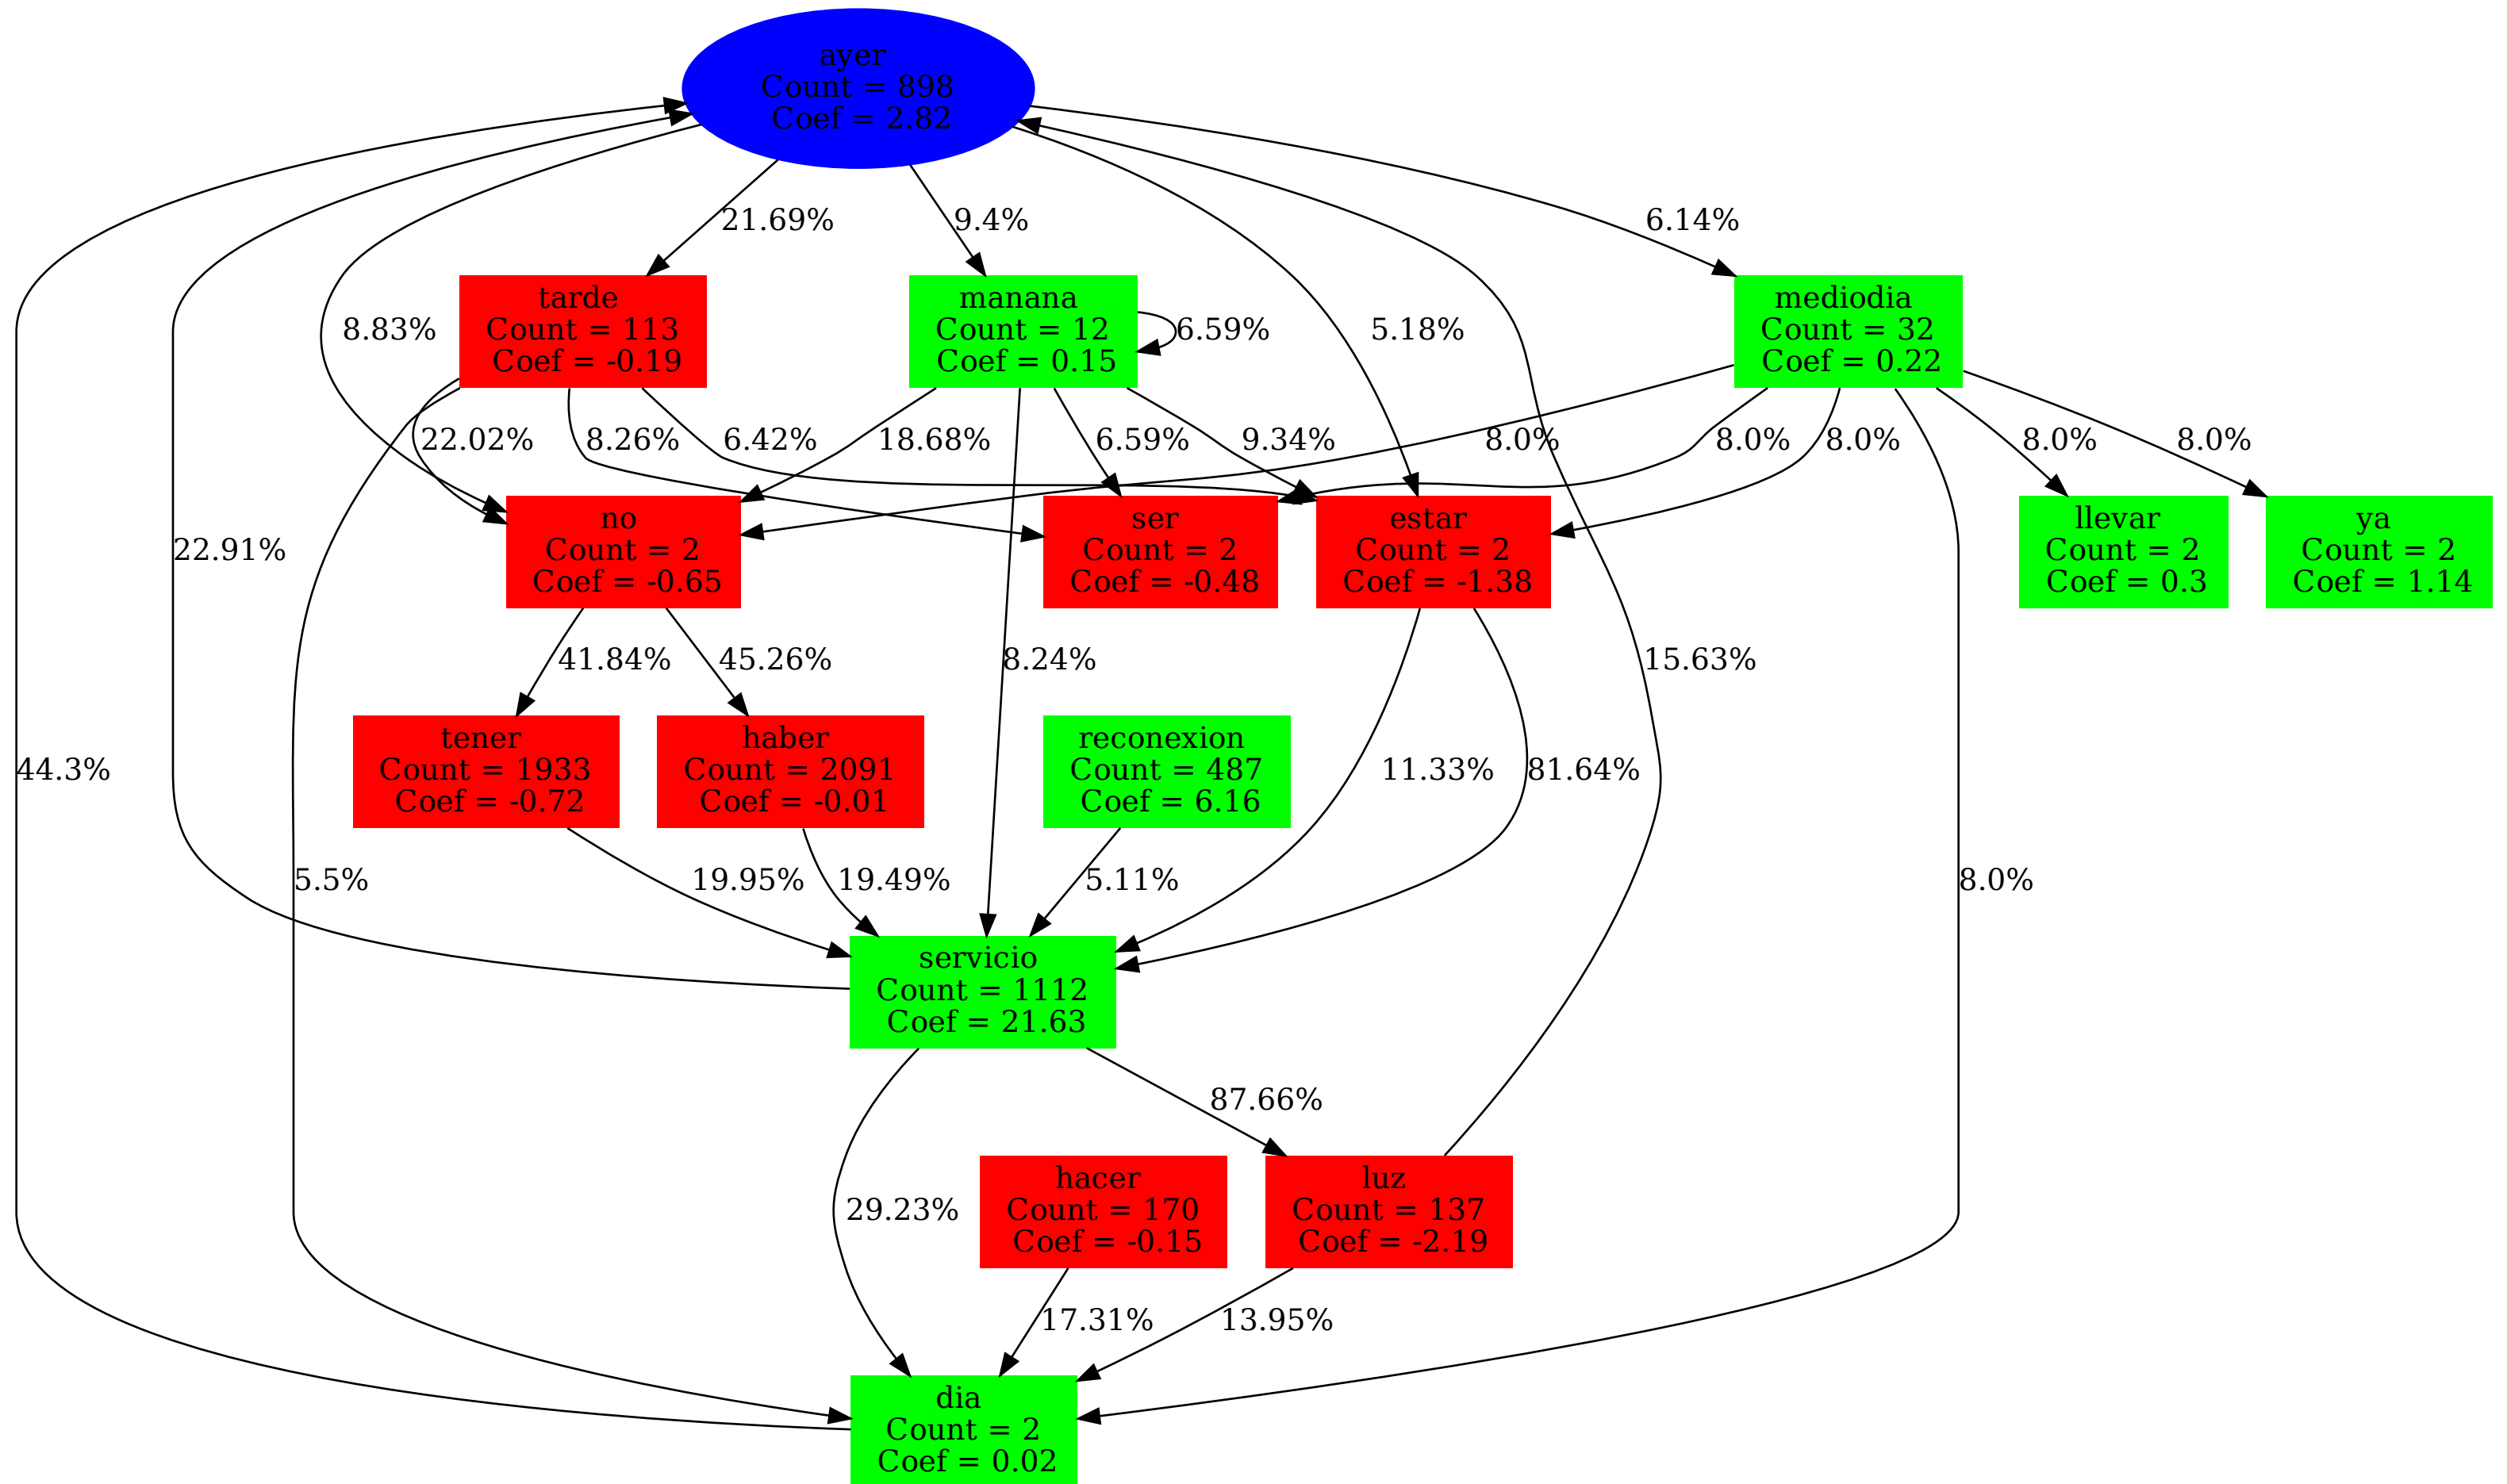 ayer
Count = 898
Coef = 2.82
21.69%
9.4%
6.14%
tarde
Count = 113
Coef = -0.19
manana
Count = 12
Coef = 0.15
mediodia
Count = 32
Coef = 0.22
8.83%
6.59%
5.18%
22.02%
8.26%
6.42%
18.68%
6.59%
9.34%
8.0%
8.0%
8.0%
8.0%
8.0%
no
Count = 2
Coef = -0.65
ser
Count = 2
Coef = -0.48
estar
Count = 2
Coef = -1.38
llevar
Count = 2
Coef = 0.3
ya
Count = 2
Coef = 1.14
22.91%
41.84%
45.26%
8.24%
15.63%
tener
Count = 1933
Coef = -0.72
haber
Count = 2091
Coef = -0.01
reconexion
Count = 487
Coef = 6.16
44.3%
11.33%
81.64%
5.5%
19.95%
19.49%
5.11%
8.0%
servicio
Count = 1112
Coef = 21.63
87.66%
29.23%
hacer
Count = 170
Coef = -0.15
luz
Count = 137
Coef = -2.19
17.31%
13.95%
dia
Count = 2
Coef = 0.02